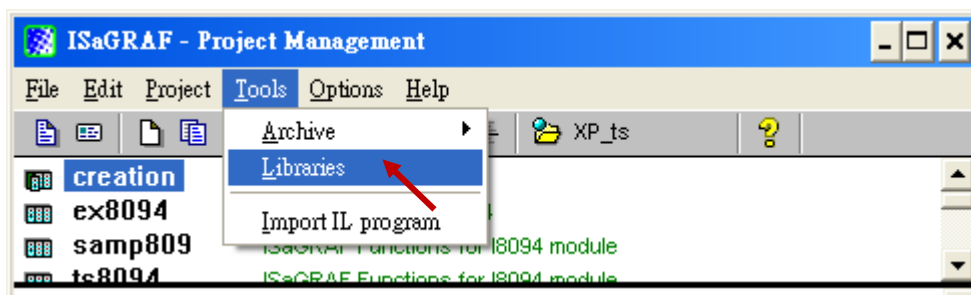 ISaGRAF - Project Management
File Edit Project Tools Options Help
XP_ts
Archive
Libraries
Import IL program
creation
ex8094
samp809 ISaGRAF Functions for I8094 module
ts8094 ISaGRAF Functions for I8094 module